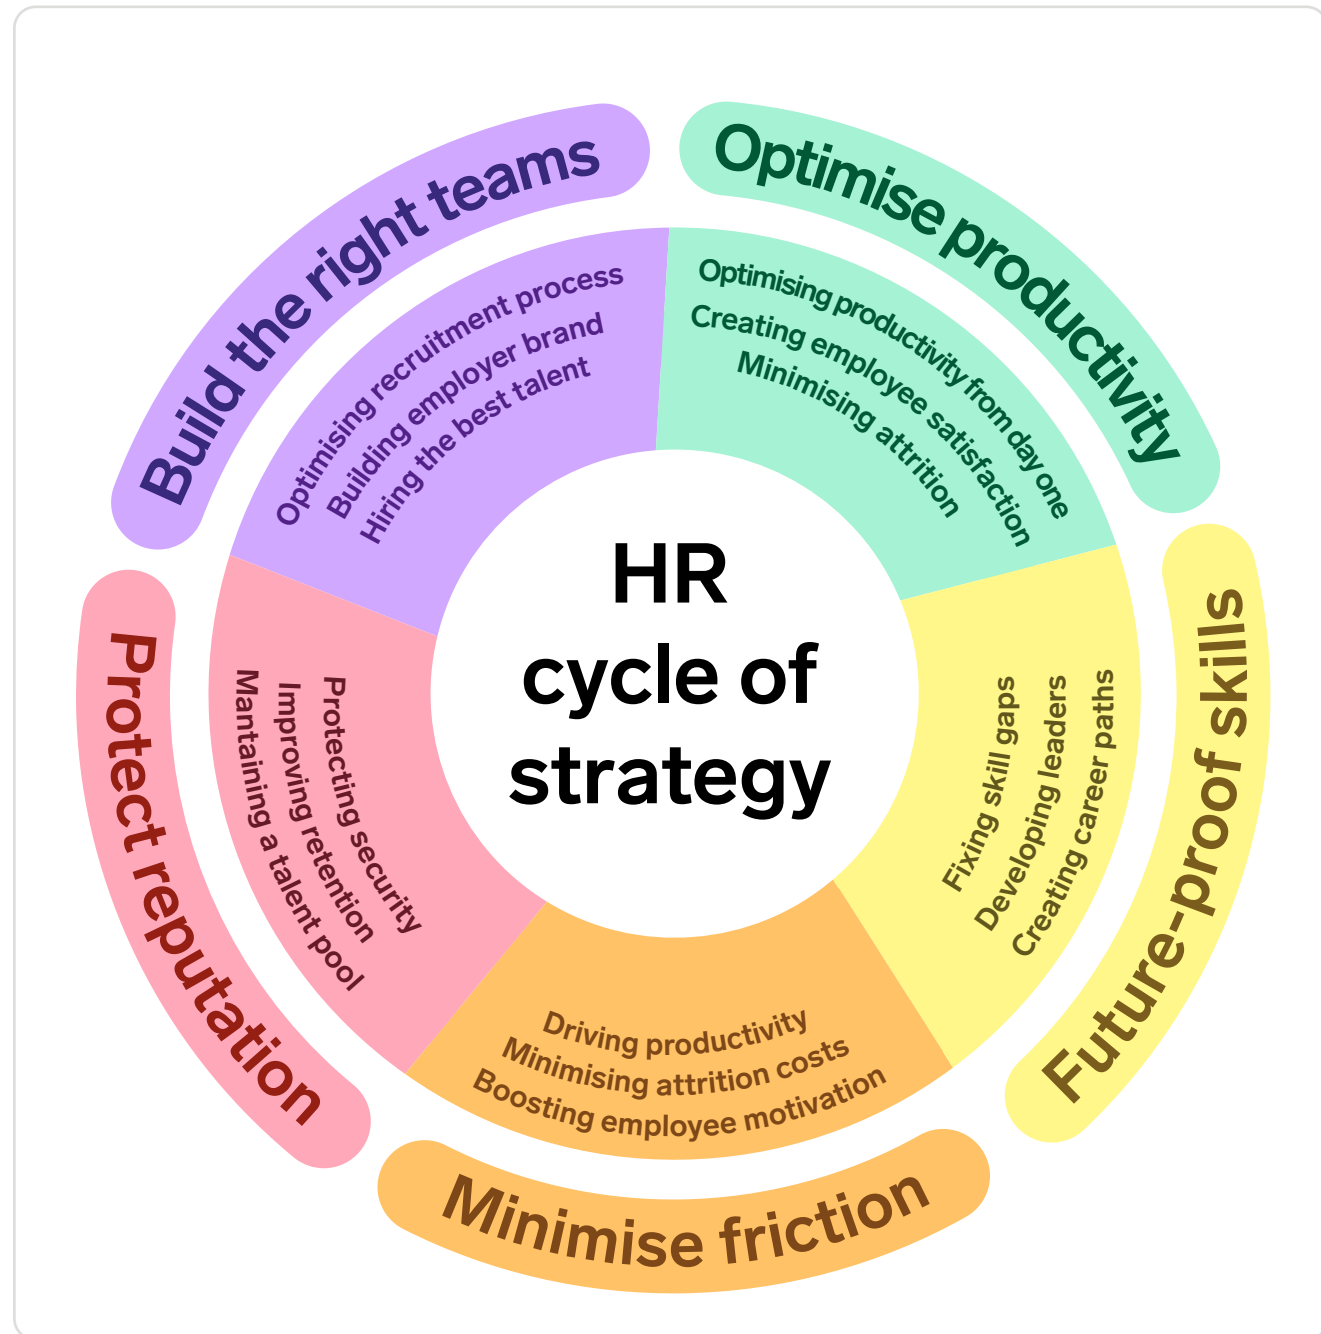 HR
cycle of
strategy
Build the right teams
Optimising recruitment process
Building employer brand
Hiring the best talent
Optimise productivity
Optimising productivity from day one
Creating employee satisfaction
Minimising attrition
Future-proof skills
Fixing skill gaps
Developing leaders
Creating career paths
Minimise friction
Driving productivity
Minimising attrition costs
Boosting employee motivation
Protect reputation
Protecting security
Improving retention
Mantaining a talent pool